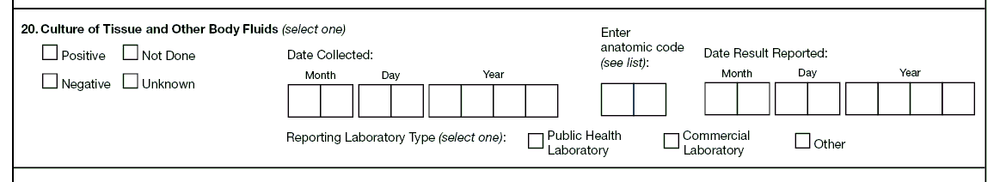 20. Culture of Tissue and Other Body Fluids (select one)
Positive
Not Done
Negative
Unknown
Date Collected:
Month Day Year
Enter
anatomic code
(see list):
Date Result Reported:
Month Day Year
Reporting Laboratory Type (select one):
Public Health
Laboratory
Commercial
Laboratory
Other